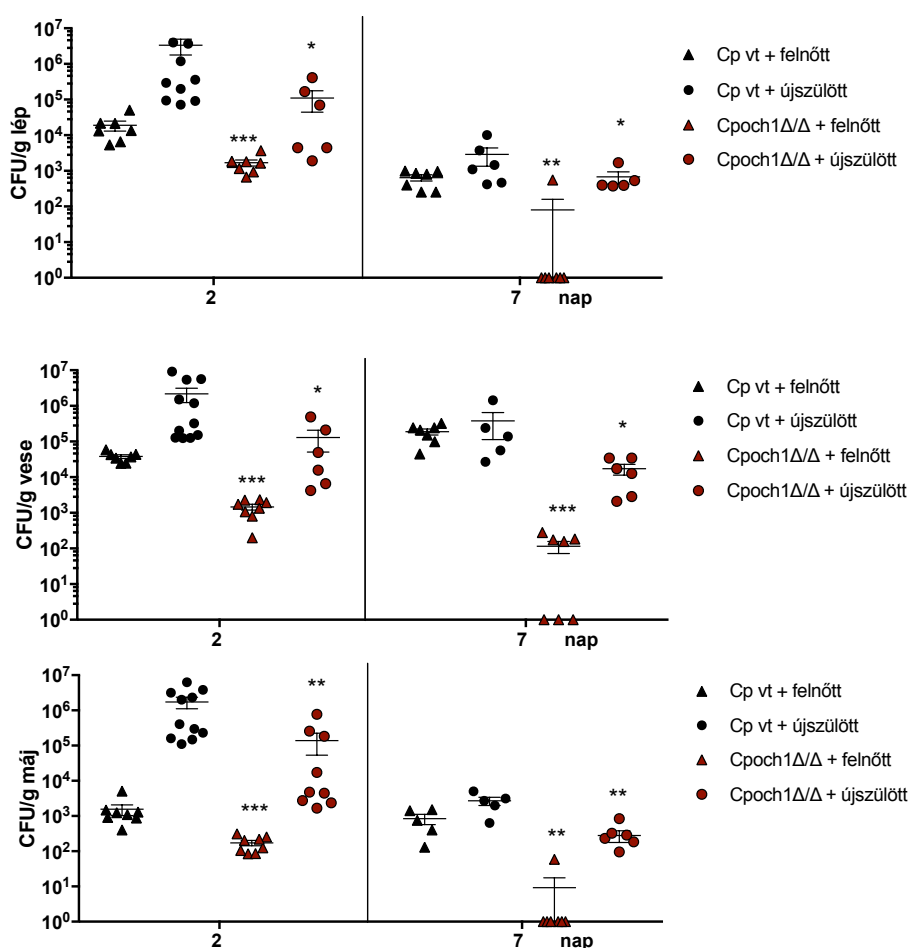 CFU/g lép
10⁷
10⁶
10⁵
10⁴
10³
10²
10¹
10⁰
*
***
**
*
2
7
nap
Cp vt + felnőtt
Cp vt + újszülött
Cpoch1Δ/Δ + felnőtt
Cpoch1Δ/Δ + újszülött
CFU/g vese
10⁷
10⁶
10⁵
10⁴
10³
10²
10¹
10⁰
*
***
*
***
2
7
nap
Cp vt + felnőtt
Cp vt + újszülött
Cpoch1Δ/Δ + felnőtt
Cpoch1Δ/Δ + újszülött
CFU/g máj
10⁷
10⁶
10⁵
10⁴
10³
10²
10¹
10⁰
**
***
**
**
2
7
nap
Cp vt + felnőtt
Cp vt + újszülött
Cpoch1Δ/Δ + felnőtt
Cpoch1Δ/Δ + újszülött